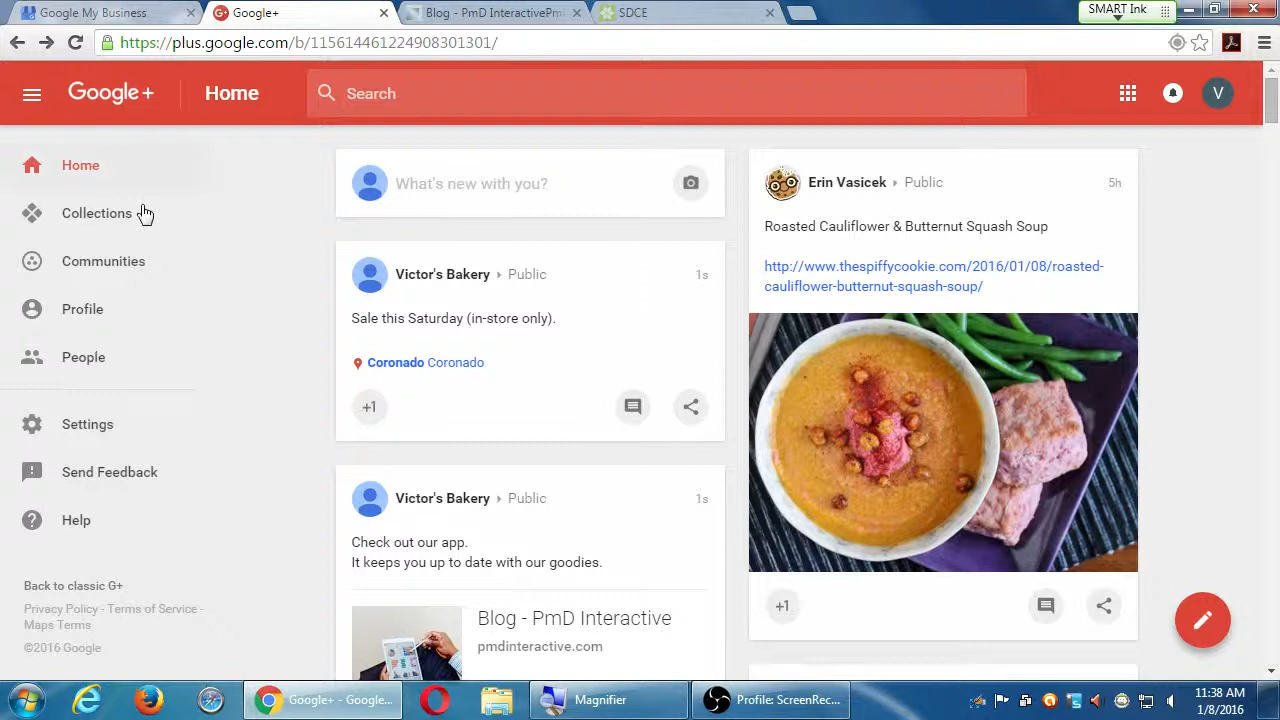 Google My Business
Google+
Blog - PmD InteractivePm
SDCE
SMART Ink
https://plus.google.com/b/115614461224908301301/
Google+
Home
Search
V
Home
Collections
Communities
Profile
People
Settings
Send Feedback
Help
Back to classic G+
Privacy Policy - Terms of Service -
Maps Terms
©2016 Google
What's new with you?
Victor's Bakery
Public
1s
Sale this Saturday (in-store only).
Coronado Coronado
+1
Victor's Bakery
Public
1s
Check out our app.
It keeps you up to date with our goodies.
Blog - PmD Interactive
pmdinteractive.com
Erin Vasicek
Public
5h
Roasted Cauliflower & Butternut Squash Soup
http://www.thespiffycookie.com/2016/01/08/roasted-
cauliflower-butternut-squash-soup/
+1
Google+ - Google...
Magnifier
Profile: ScreenRec...
11:38 AM
1/8/2016